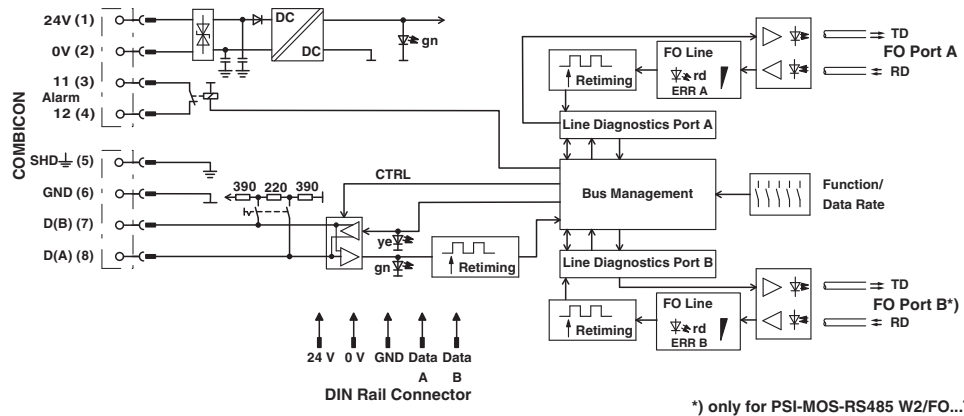 COMBICON
24V (1)
0V (2)
11 (3)
Alarm
12 (4)
SHD (5)
GND (6)
D(B) (7)
D(A) (8)
DC
DC
gn
390 220 390
CTRL
ye
gn
Retiming
Retiming
FO Line
rd
ERR A
TD
FO Port A
RD
Line Diagnostics Port A
Bus Management
Function/
Data Rate
Line Diagnostics Port B
Retiming
FO Line
rd
ERR B
TD
FO Port B*)
RD
24 V 0 V GND Data Data
A B
DIN Rail Connector
*) only for PSI-MOS-RS485 W2/FO...